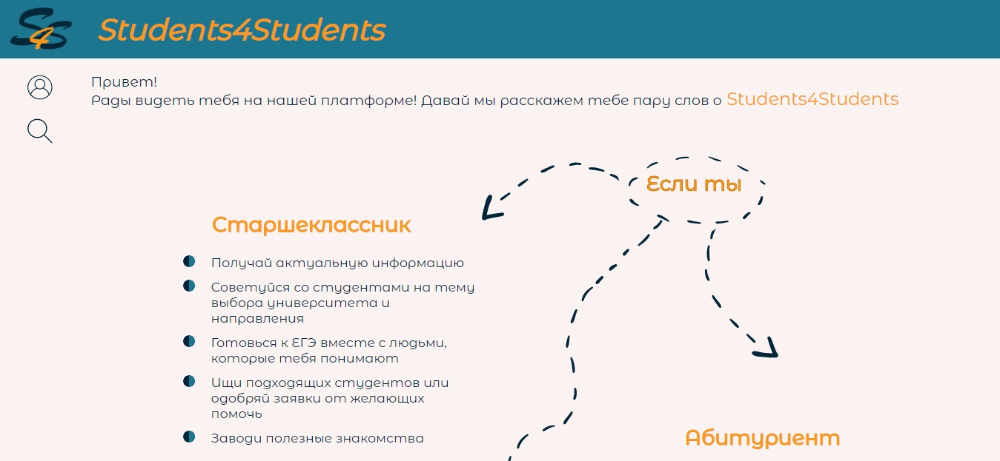 S4S
Students4Students
Привет!
Рады видеть тебя на нашей платформе! Давай мы расскажем тебе пару слов о Students4Students
Если ты
Старшеклассник
Получай актуальную информацию
Советуйся со студентами на тему
выбора университета и
направления
Готовься к ЕГЭ вместе с людьми,
которые тебя понимают
Ищи подходящих студентов или
одобряй заявки от желающих
помочь
Заводи полезные знакомства
Абитуриент